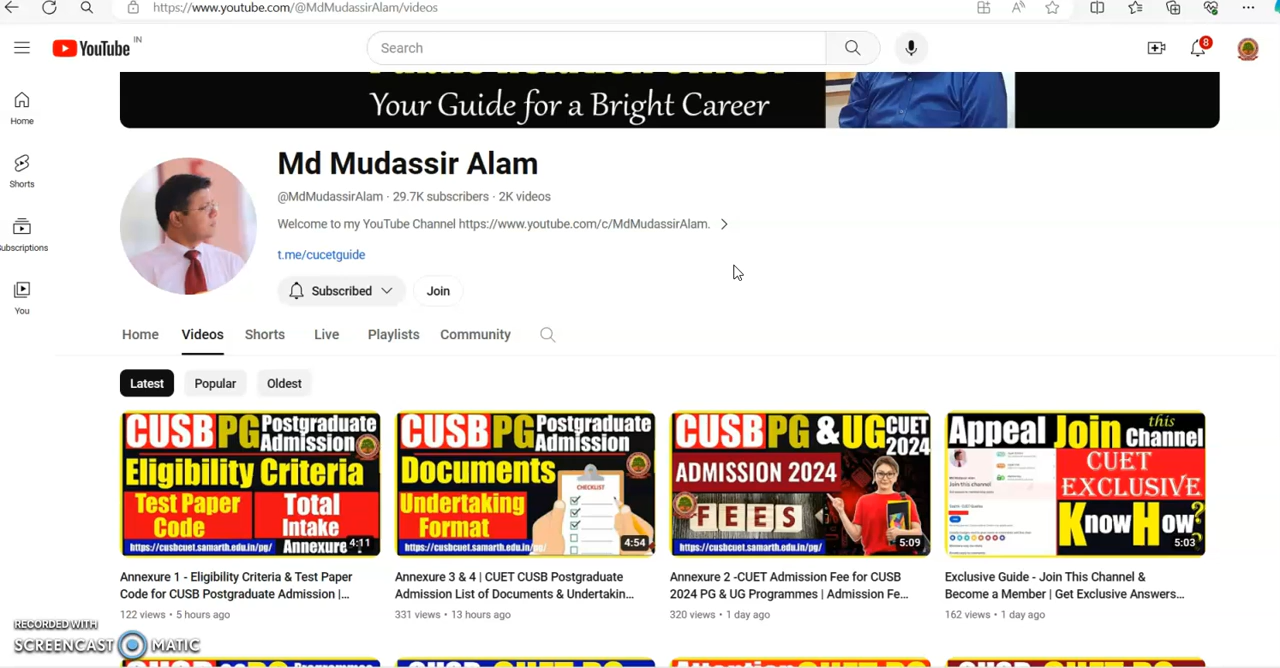 https://www.youtube.com/@MdMudassirAlam/videos
YouTube IN
Search
8
Your Guide for a Bright Career
Home
Shorts
Subscriptions
You
Md Mudassir Alam
@MdMudassirAlam · 29.7K subscribers · 2K videos
Welcome to my YouTube Channel https://www.youtube.com/c/MdMudassirAlam.
t.me/cucetguide
Subscribed
Join
Home Videos Shorts Live Playlists Community
Latest Popular Oldest
CUSB PG Postgraduate Admission
Eligibility Criteria
Test Paper Code
Total Intake
Annexure
https://cusbcuet.samarth.edu.in/pg/
4:11
CUSB PG Postgraduate Admission
Documents
CHECKLIST
Undertaking Format
https://cusbcuet.samarth.edu.in/pg/
4:54
CUSB PG & UG CUET 2024
ADMISSION 2024
FEES
https://cusbcuet.samarth.edu.in/pg/
5:09
Appeal Join this Channel
CUET
EXCLUSIVE
KnowHow?
5:03
Annexure 1 - Eligibility Criteria & Test Paper
Code for CUSB Postgraduate Admission |...
122 views · 5 hours ago
Annexure 3 & 4 | CUET CUSB Postgraduate
Admission List of Documents & Undertakin...
331 views · 13 hours ago
Annexure 2 -CUET Admission Fee for CUSB
2024 PG & UG Programmes | Admission Fe...
320 views · 1 day ago
Exclusive Guide - Join This Channel &
Become a Member | Get Exclusive Answers...
162 views · 1 day ago
RECORDED WITH
SCREENCAST MATIC